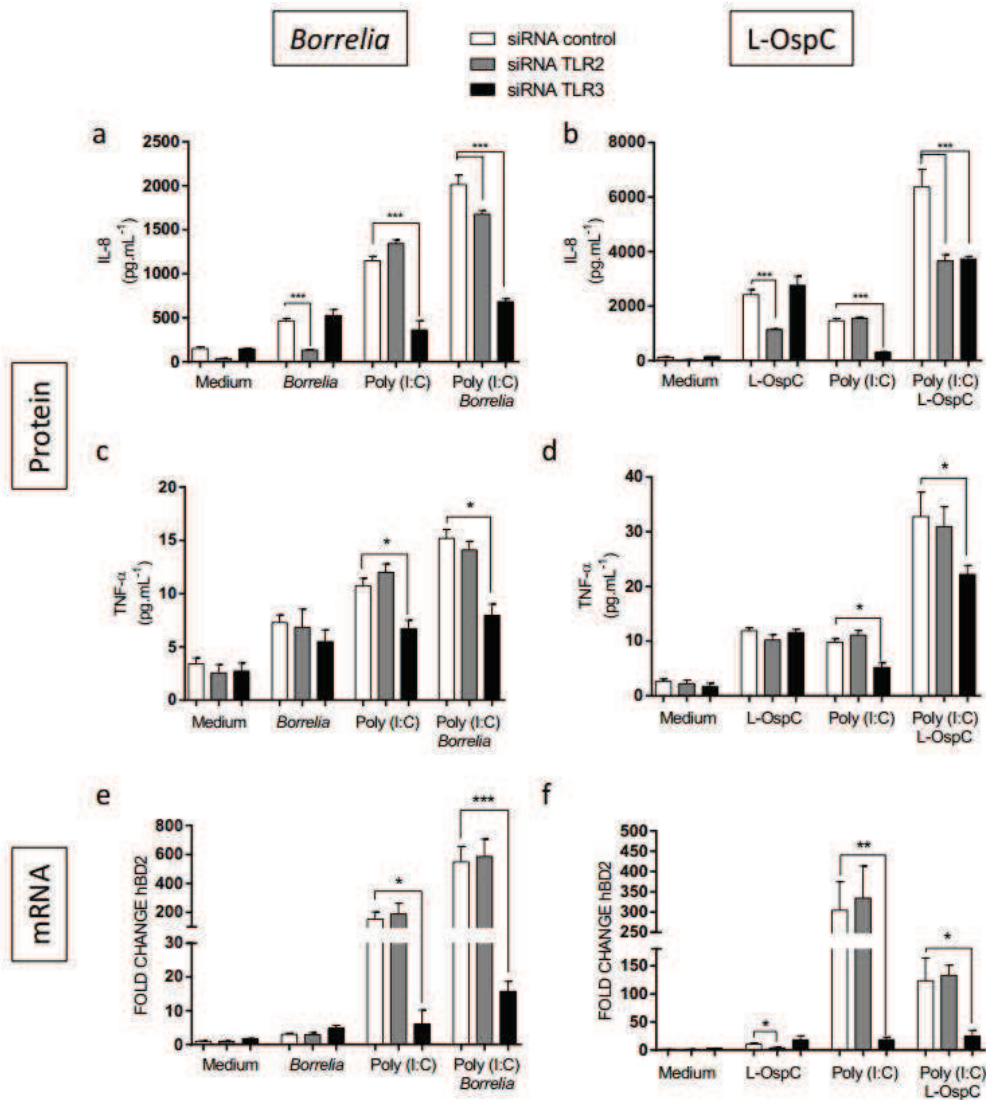 Borrelia
siRNA control
siRNA TLR2
siRNA TLR3
L-OspC
Protein
mRNA
a
IL-8
(pg.mL-1)
2500
2000
1500
1000
500
0
***
***
***
Medium
Borrelia
Poly (I:C)
Poly (I:C)
Borrelia
b
IL-8
(pg.mL-1)
8000
6000
4000
2000
0
***
***
***
Medium
L-OspC
Poly (I:C)
Poly (I:C)
L-OspC
c
TNF-α
(pg.mL-1)
20
15
10
5
0
*
*
Medium
Borrelia
Poly (I:C)
Poly (I:C)
Borrelia
d
TNF-α
(pg.mL-1)
40
30
20
10
0
*
*
Medium
L-OspC
Poly (I:C)
Poly (I:C)
L-OspC
e
FOLD CHANGE hBD2
800
600
400
200
30
20
10
0
*
***
Medium
Borrelia
Poly (I:C)
Poly (I:C)
Borrelia
f
FOLD CHANGE hBD2
500
450
400
350
300
250
150
100
50
0
*
**
*
Medium
L-OspC
Poly (I:C)
Poly (I:C)
L-OspC